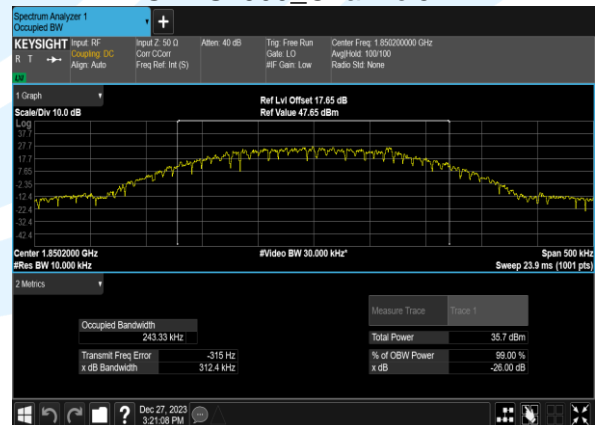 Spectrum Analyzer 1
Occupied BW
KEYSIGHT Input: RF Input Z: 50 Ω Atten: 40 dB Trig: Free Run Center Freq: 1.850200000 GHz
R T Coupling: DC Corr CCorr Gate: LO Avg|Hold: 100/100
Align: Auto Freq Ref: Int (S) #IF Gain: Low Radio Std: None
1 Graph
Scale/Div 10.0 dB Ref Lvl Offset 17.65 dB
Ref Value 47.65 dBm
Log
37.7
27.7
17.7
7.65
-2.35
-12.4
-22.4
-32.4
-42.4
Center 1.8502000 GHz #Video BW 30.000 kHz* Span 500 kHz
#Res BW 10.000 kHz Sweep 23.9 ms (1001 pts)
2 Metrics
Measure Trace Trace 1
Occupied Bandwidth
243.33 kHz Total Power 35.7 dBm
Transmit Freq Error -315 Hz % of OBW Power 99.00 %
x dB Bandwidth 312.4 kHz x dB -26.00 dB
Dec 27, 2023
3:21:08 PM